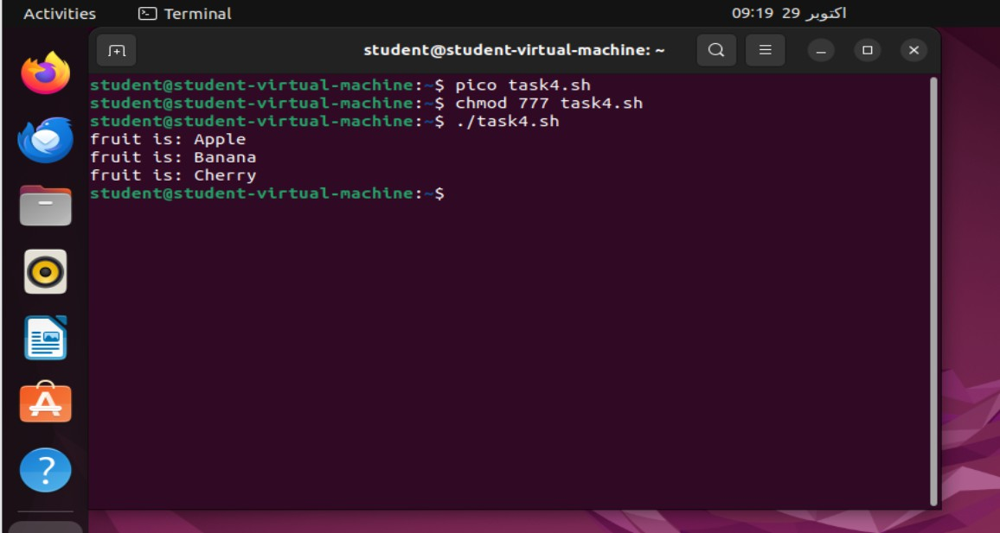 Activities Terminal 09:19 29 اکتوبر
student@student-virtual-machine: ~
student@student-virtual-machine:~$ pico task4.sh
student@student-virtual-machine:~$ chmod 777 task4.sh
student@student-virtual-machine:~$ ./task4.sh
fruit is: Apple
fruit is: Banana
fruit is: Cherry
student@student-virtual-machine:~$